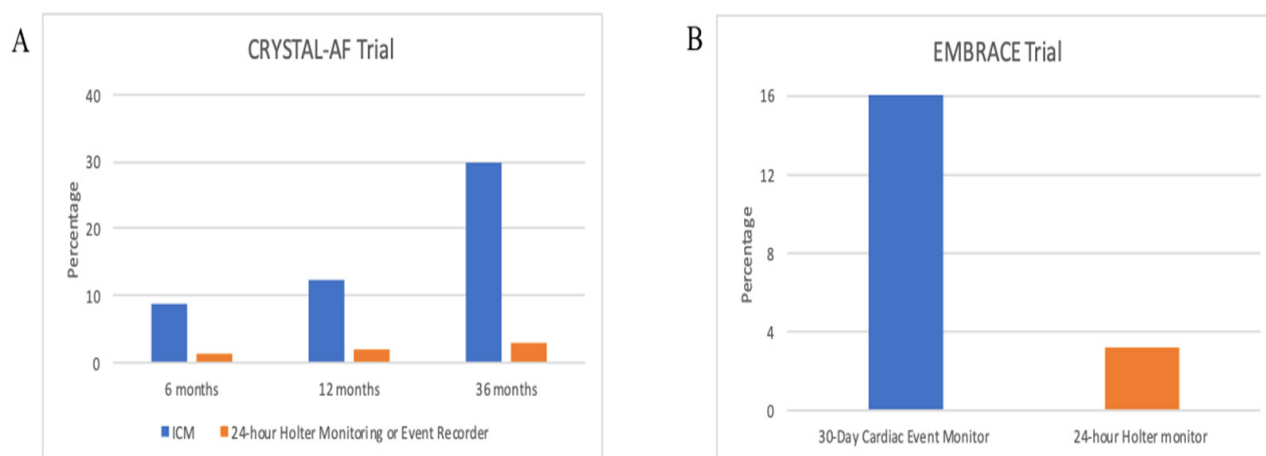 A
CRYSTAL-AF Trial
Percentage
40
30
20
10
0
6 months
12 months
36 months
ICM
24-hour Holter Monitoring or Event Recorder
B
EMBRACE Trial
Percentage
16
12
8
4
0
30-Day Cardiac Event Monitor
24-hour Holter monitor